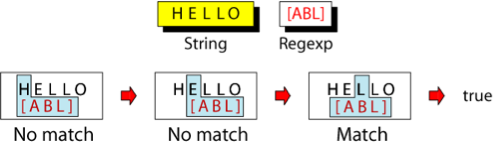 HELLO [ABL]
String Regexp
HELLO HELLO HELLO
[ABL] [ABL] [ABL] true
No match No match Match